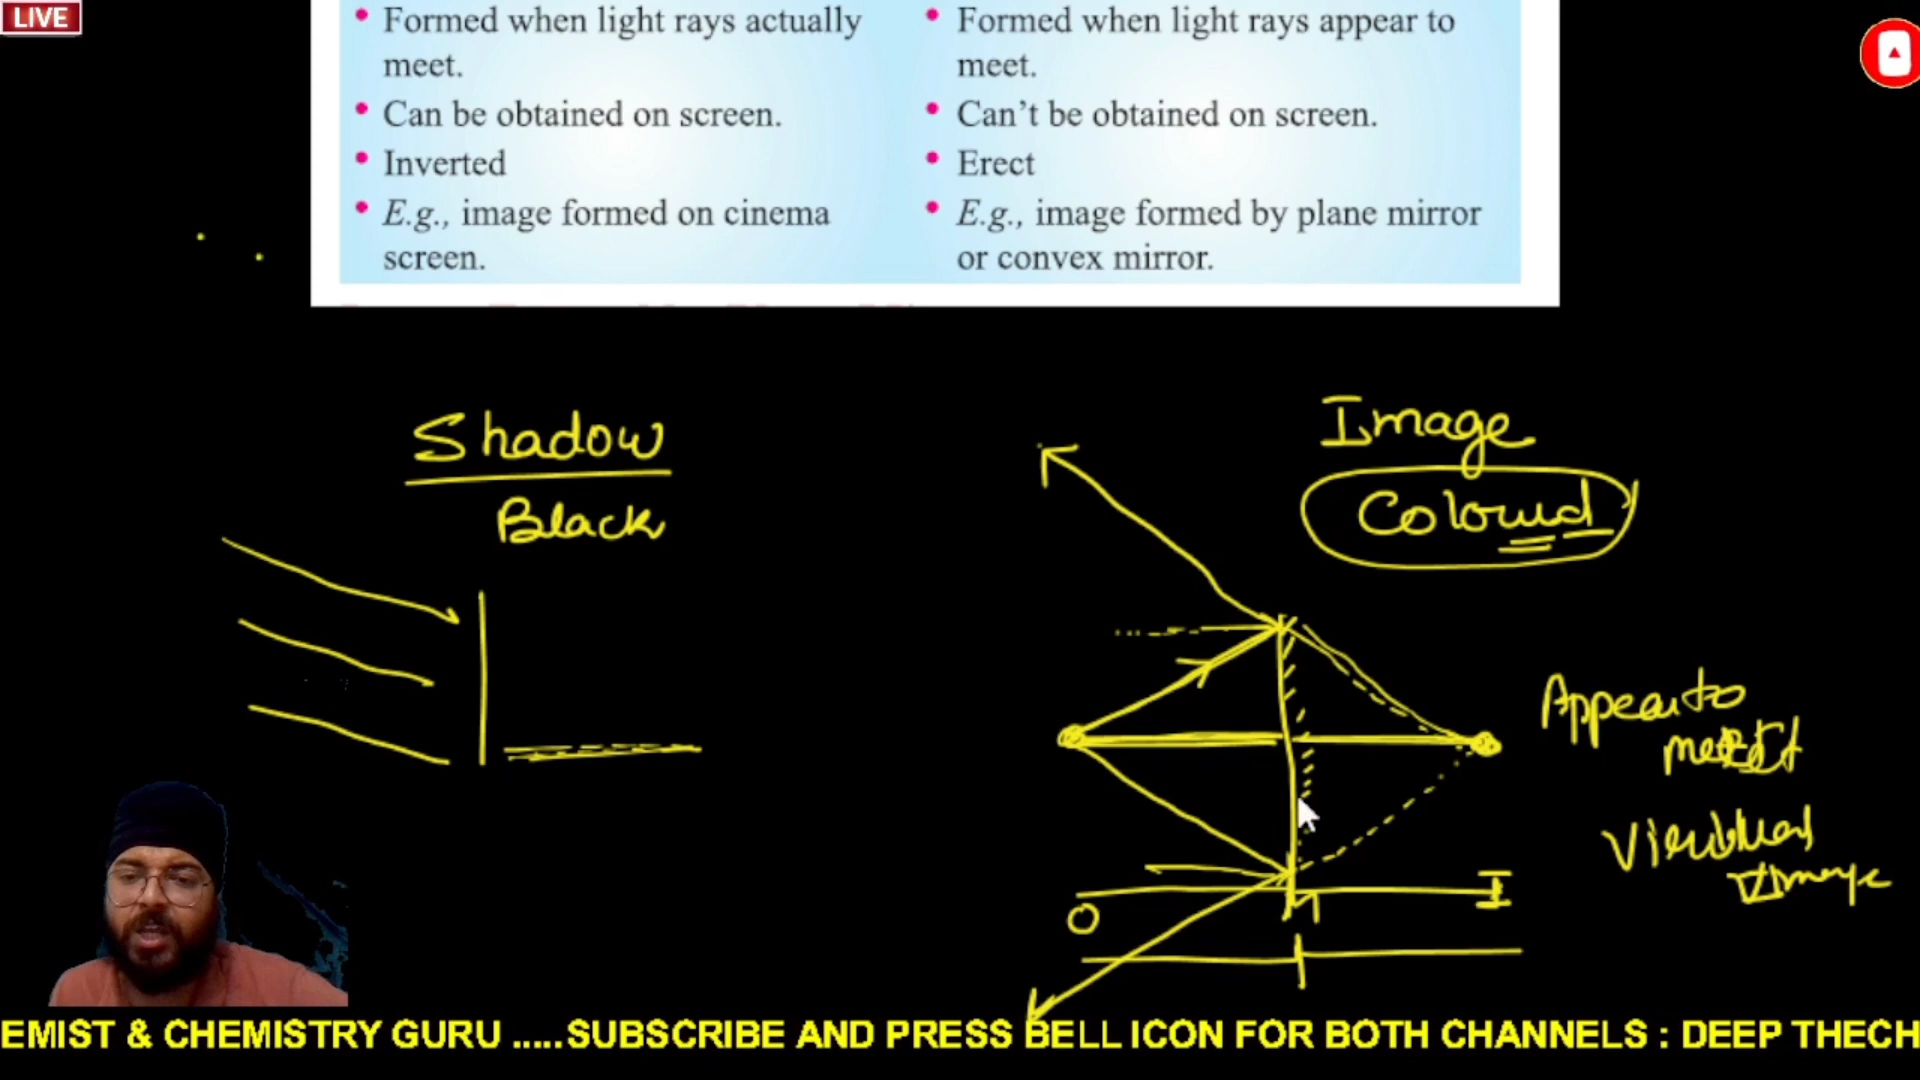 LIVE
Formed when light rays actually
meet.
Can be obtained on screen.
Inverted
E.g., image formed on cinema
screen.
Formed when light rays appear to
meet.
Can't be obtained on screen.
Erect
E.g., image formed by plane mirror
or convex mirror.
Shadow
Black
Image
Coloured
Appear to
meet
O
I
EMIST & CHEMISTRY GURU .....SUBSCRIBE AND PRESS BELL ICON FOR BOTH CHANNELS : DEEP THECH